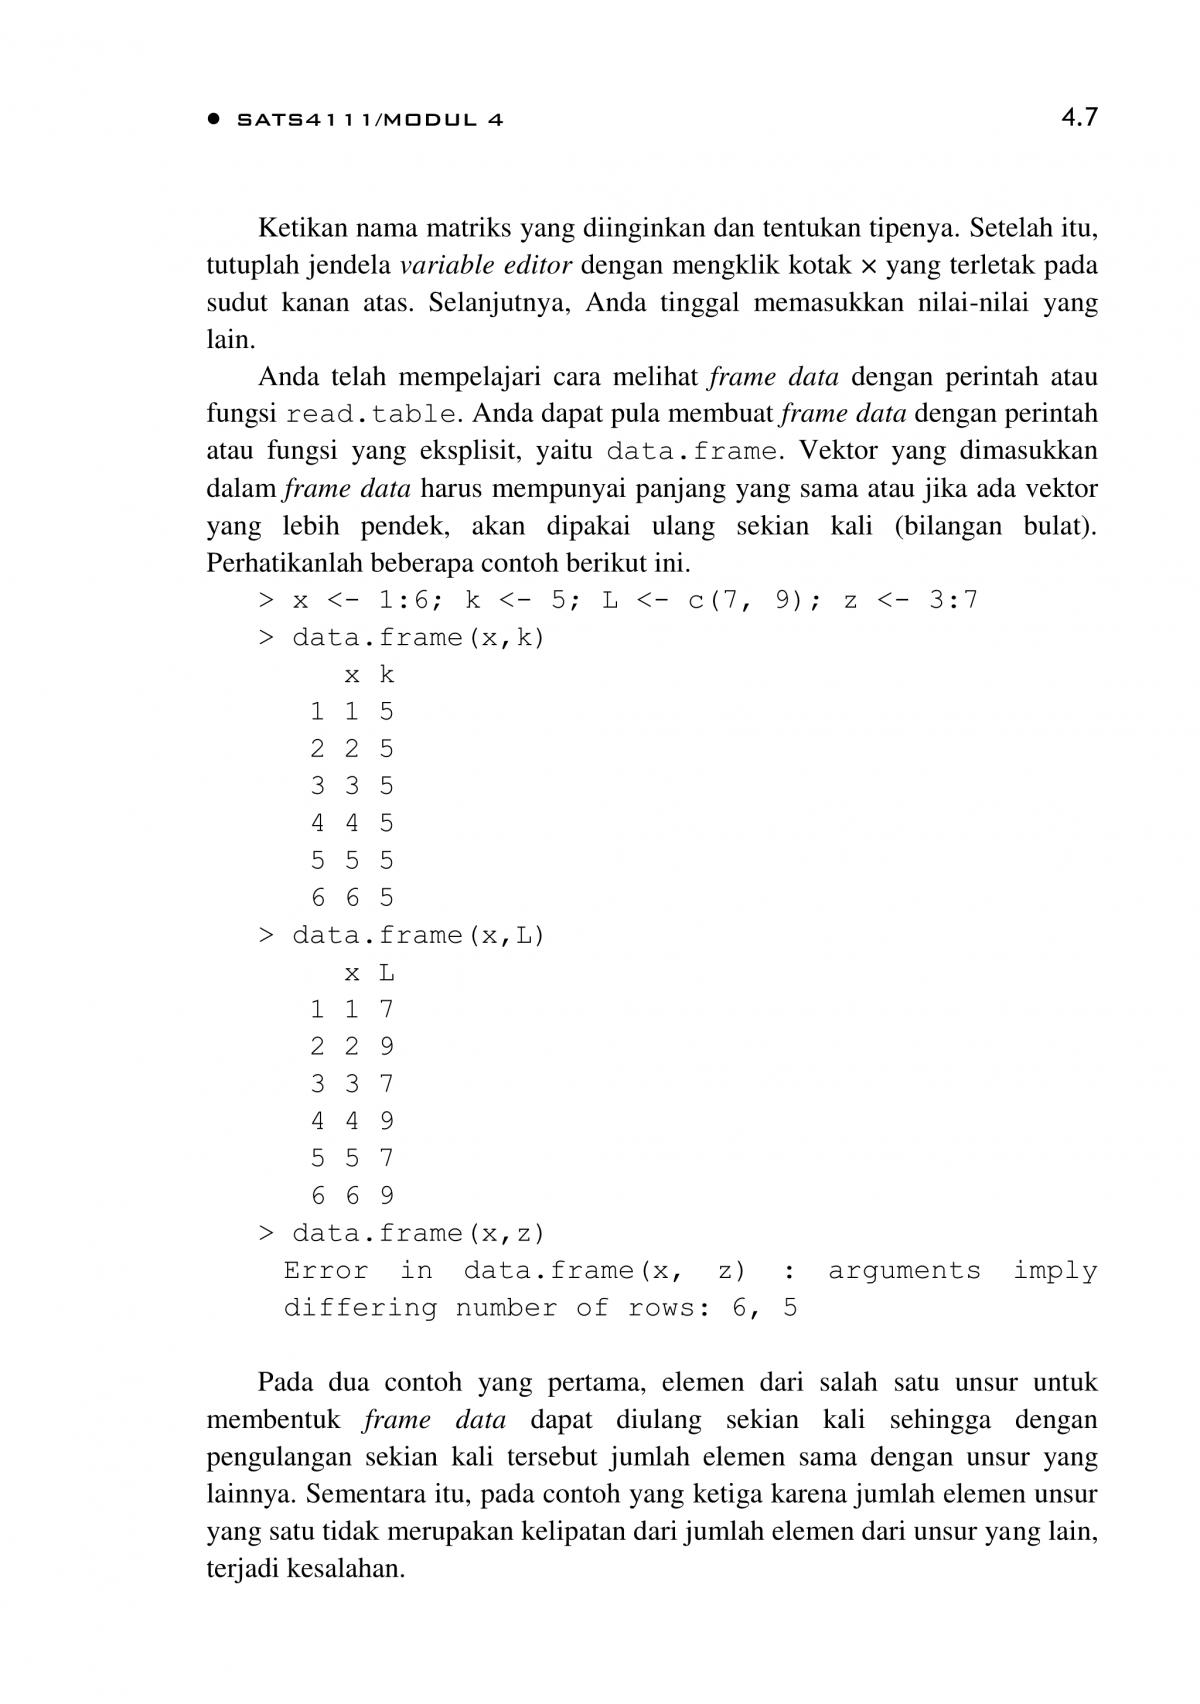 ● SATS4111/MODUL 4 4.7
Ketikan nama matriks yang diinginkan dan tentukan tipenya. Setelah itu,
tutuplah jendela variable editor dengan mengklik kotak × yang terletak pada
sudut kanan atas. Selanjutnya, Anda tinggal memasukkan nilai-nilai yang
lain.
Anda telah mempelajari cara melihat frame data dengan perintah atau
fungsi read.table. Anda dapat pula membuat frame data dengan perintah
atau fungsi yang eksplisit, yaitu data.frame. Vektor yang dimasukkan
dalam frame data harus mempunyai panjang yang sama atau jika ada vektor
yang lebih pendek, akan dipakai ulang sekian kali (bilangan bulat).
Perhatikanlah beberapa contoh berikut ini.
> x <- 1:6; k <- 5; L <- c(7, 9); z <- 3:7
> data.frame(x,k)
x k
1 1 5
2 2 5
3 3 5
4 4 5
5 5 5
6 6 5
> data.frame(x,L)
x L
1 1 7
2 2 9
3 3 7
4 4 9
5 5 7
6 6 9
> data.frame(x,z)
Error in data.frame(x, z) : arguments imply
differing number of rows: 6, 5
Pada dua contoh yang pertama, elemen dari salah satu unsur untuk
membentuk frame data dapat diulang sekian kali sehingga dengan
pengulangan sekian kali tersebut jumlah elemen sama dengan unsur yang
lainnya. Sementara itu, pada contoh yang ketiga karena jumlah elemen unsur
yang satu tidak merupakan kelipatan dari jumlah elemen dari unsur yang lain,
terjadi kesalahan.